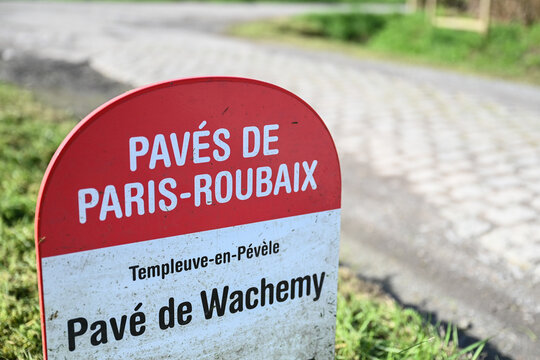 PAVÉS DE
PARIS-ROUBAIX
Templeuve-en-Pévèle
Pavé de Wachemy